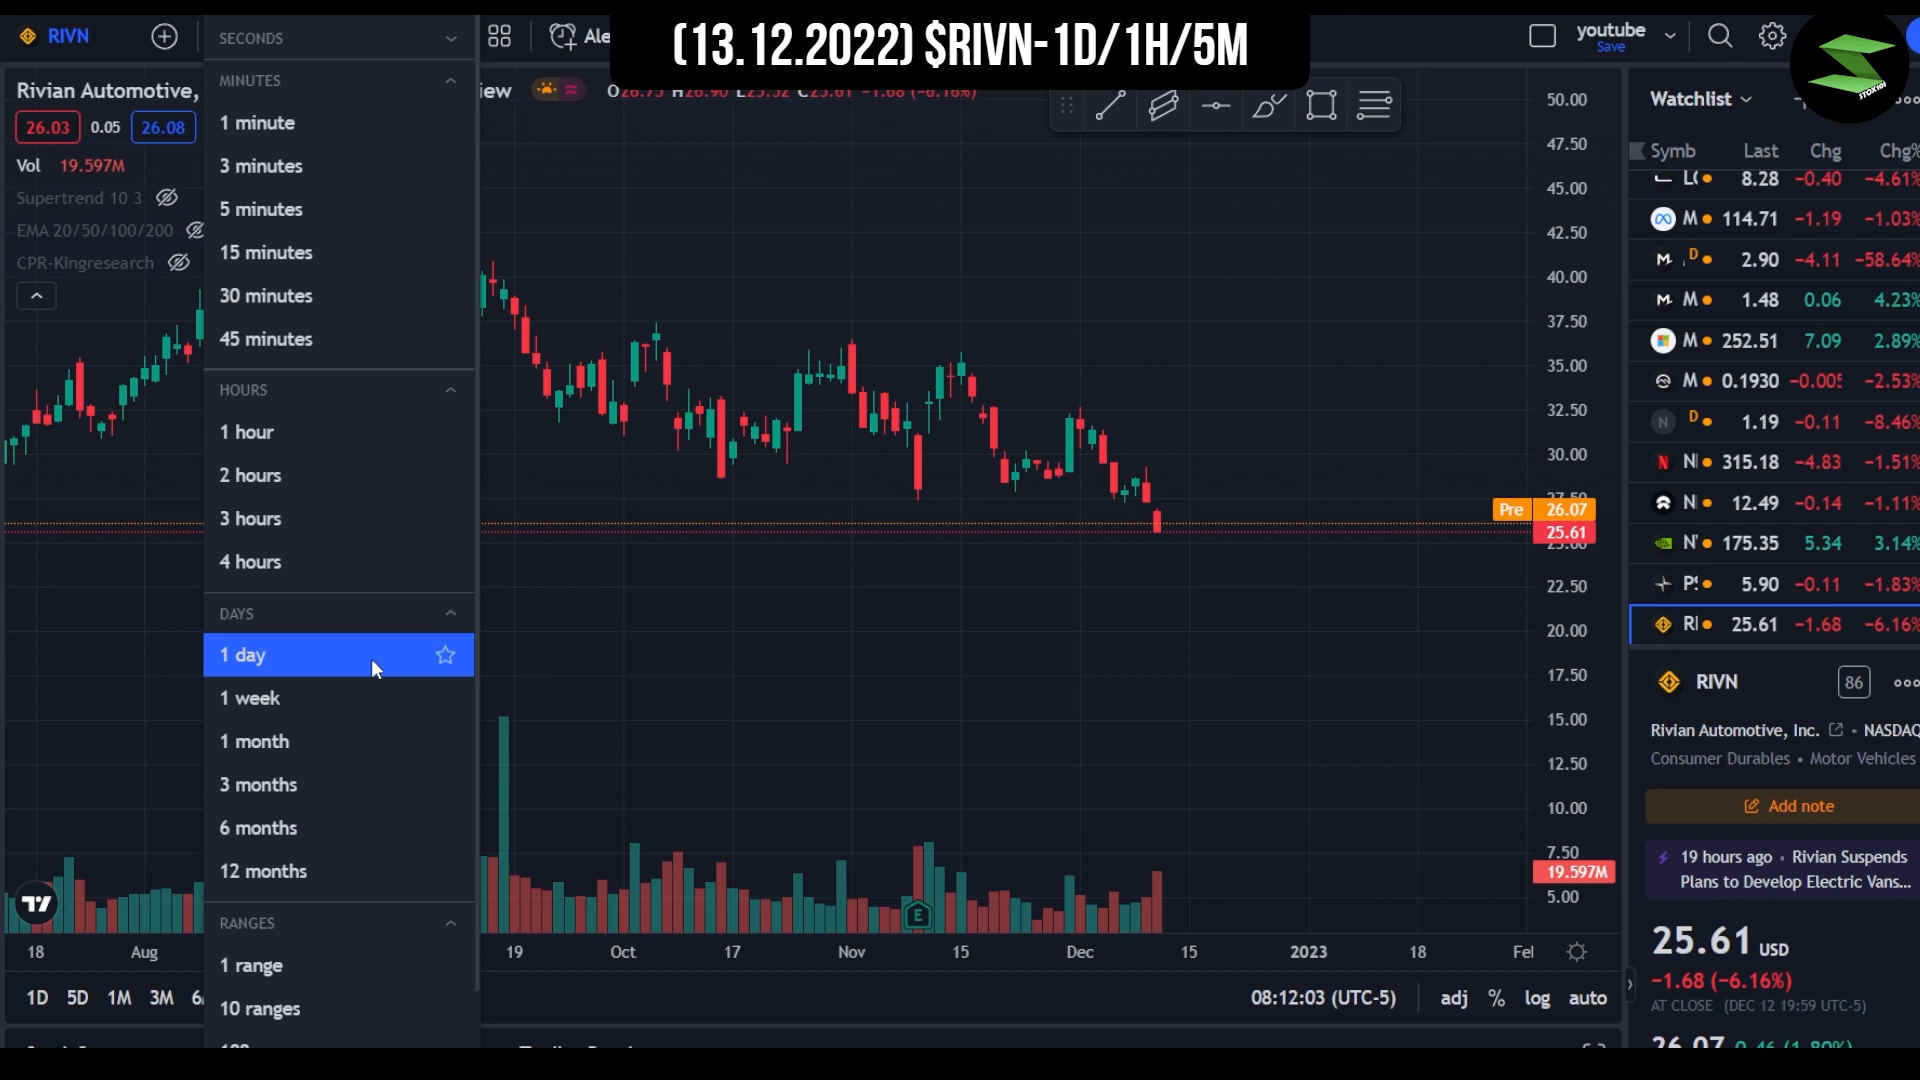 (13.12.2022) $RIVN-1D/1H/5M
RIVN
SECONDS
Ale
youtube
Save
STOCK101
MINUTES
Rivian Automotive,
iew
26.03 0.05 26.08
Vol 19.597M
Supertrend 10 3
EMA 20/50/100/200
CPR-Kingresearch
1 minute
3 minutes
5 minutes
15 minutes
30 minutes
45 minutes
HOURS
1 hour
2 hours
3 hours
4 hours
DAYS
1 day
1 week
1 month
3 months
6 months
12 months
RANGES
1 range
10 ranges
50.00
47.50
45.00
42.50
40.00
37.50
35.00
32.50
30.00
27.50
Pre 26.07
25.61
25.00
22.50
20.00
17.50
15.00
12.50
10.00
7.50
19.597M
5.00
E
18 Aug 19 Oct 17 Nov 15 Dec 15 2023 18 Fel
1D 5D 1M 3M
08:12:03 (UTC-5) adj % log auto
Watchlist
Symb Last Chg Chg%
8.28 −0.40 −4.61%
M 114.71 −1.19 −1.03%
D 2.90 −4.11 −58.64%
M 1.48 0.06 4.23%
M 252.51 7.09 2.89%
M 0.1930 −0.005 −2.53%
N D 1.19 −0.11 −8.46%
315.18 −4.83 −1.51%
12.49 −0.14 −1.11%
175.35 5.34 3.14%
5.90 −0.11 −1.83%
RI 25.61 −1.68 −6.16%
RIVN 86
Rivian Automotive, Inc. • NASDAQ
Consumer Durables • Motor Vehicles
Add note
19 hours ago • Rivian Suspends
Plans to Develop Electric Vans...
25.61 USD
−1.68 (−6.16%)
AT CLOSE (DEC 12 19:59 UTC-5)
26.07 0.46 (1.80%)